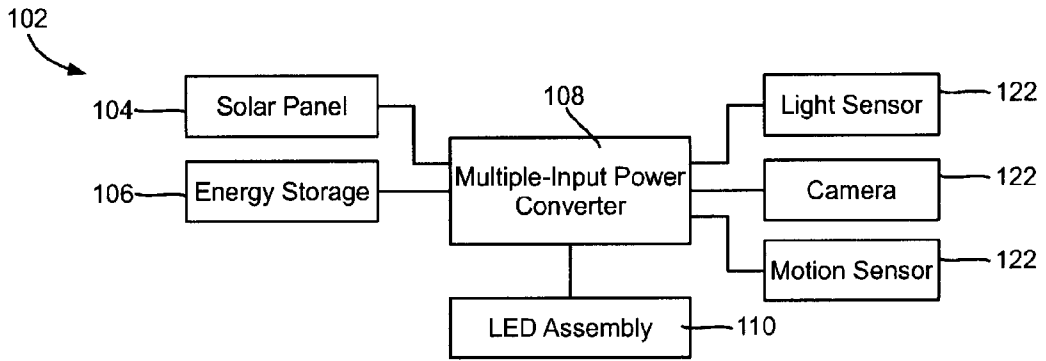 102
104
Solar Panel
108
Light Sensor
122
106
Energy Storage
Multiple-Input Power
Converter
Camera
122
Motion Sensor
122
LED Assembly
110